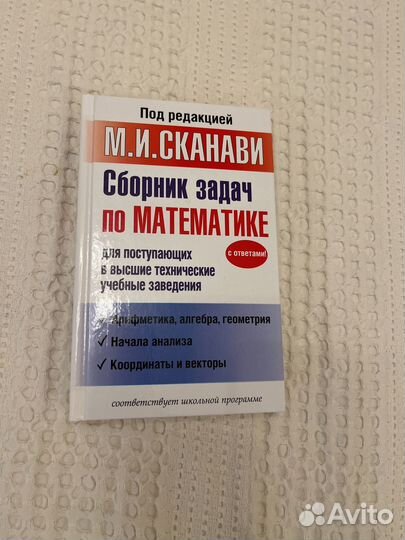 Под редакцией
М.И.СКАНАВИ
Сборник задач
по МАТЕМАТИКЕ
с ответами!
для поступающих
в высшие технические
учебные заведения
Арифметика, алгебра, геометрия
Начала анализа
Координаты и векторы
соответствует школьной программе
Avito